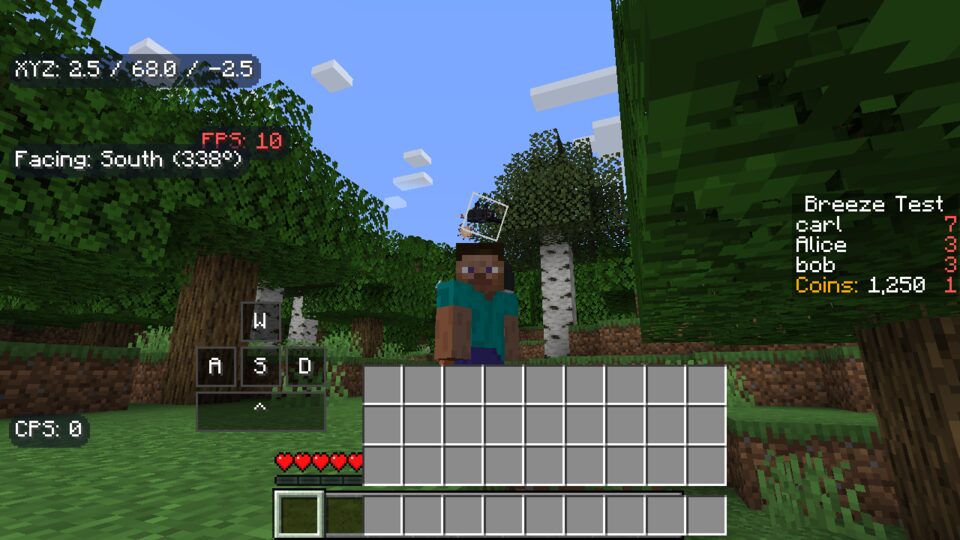 XYZ: 2.5 / 68.0 / -2.5
FPS: 10
Facing: South (338°)
Breeze Test
carl 7
Alice 3
bob 3
Coins: 1,250 1
W
A S D
^
CPS: 0